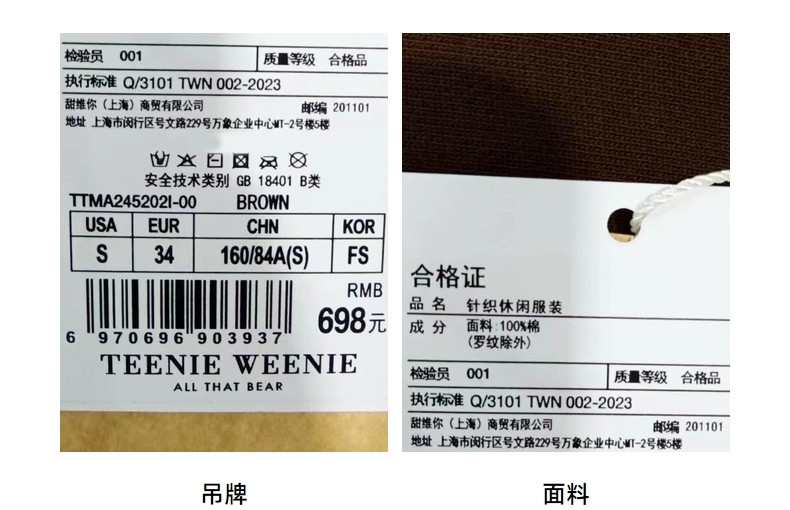 检验员 001 质量等级 合格品
执行标准 Q/3101 TWN 002-2023
甜维你（上海）商贸有限公司 邮编 201101
地址 上海市闵行区号文路229号万象企业中心MT-2号楼5楼
安全技术类别 GB 18401 B类
TTMA245202I-00 BROWN
USA EUR CHN KOR
S 34 160/84A(S) FS
RMB
698元
6 970696 903937
TEENIE WEENIE
ALL THAT BEAR
吊牌
合格证
品 名 针织休闲服装
成 分 面料:100%棉
(罗纹除外)
检验员 001 质量等级 合格品
执行标准 Q/3101 TWN 002-2023
甜维你（上海）商贸有限公司 邮编 201101
地址 上海市闵行区号文路229号万象企业中心MT-2号楼5楼
面料